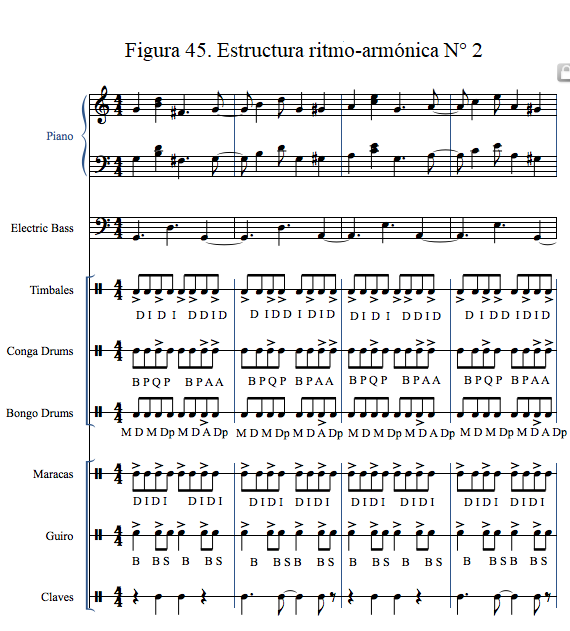 Figura 45. Estructura ritmo-armónica N° 2
Piano
Electric Bass
Timbales
D I D I D D I D D I D D I D I D D I D I D D I D D I D D I D I D
Conga Drums
B P Q P B P A A B P Q P B P A A B P Q P B P A A B P Q P B P A A
Bongo Drums
M D M Dp M D A Dp M D M Dp M D A Dp M D M Dp M D A Dp M D M Dp M D A Dp
Maracas
D I D I D I D I D I D I D I D I D I D I D I D I D I D I D I D I
Guiro
B B S B B S B B S B B S B B S B B S B B S B B S
Claves